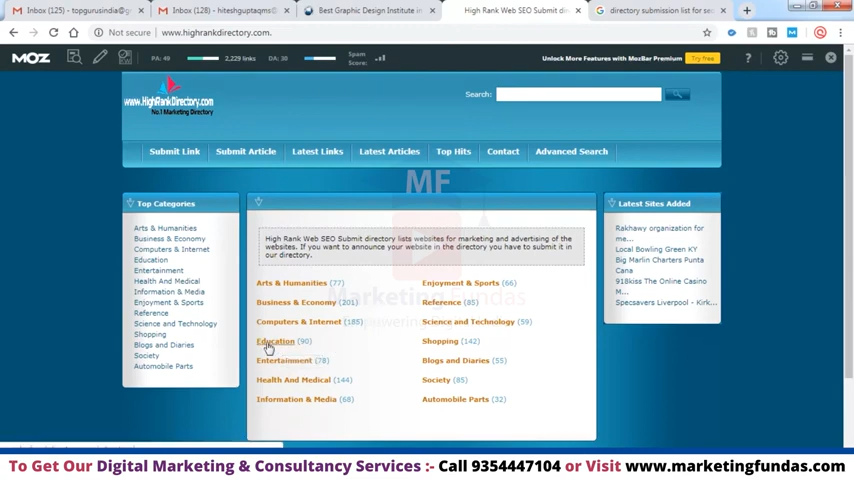 Inbox (125) - topgurusindia@g
Inbox (128) - hiteshguptaqms@
Best Graphic Design Institute in
High Rank Web SEO Submit dire
directory submission list for seo
Not secure
www.highrankdirectory.com
MOZ
PA: 49
2,229 links
DA: 30
Spam Score:
Unlock More Features with MozBar Premium
Try free
www.HighRankDirectory.com
No.1 Marketing Directory
Search:
Submit Link
Submit Article
Latest Links
Latest Articles
Top Hits
Contact
Advanced Search
MF
Top Categories
Arts & Humanities
Business & Economy
Computers & Internet
Education
Entertainment
Health And Medical
Information & Media
Enjoyment & Sports
Reference
Science and Technology
Shopping
Blogs and Diaries
Society
Automobile Parts
High Rank Web SEO Submit directory lists websites for marketing and advertising of the
websites. If you want to announce your website in the directory you have to submit it in
our directory.
Arts & Humanities (77)
Business & Economy (201)
Computers & Internet (185)
Education (90)
Entertainment (78)
Health And Medical (144)
Information & Media (68)
Enjoyment & Sports (66)
Reference (85)
Science and Technology (59)
Shopping (142)
Blogs and Diaries (55)
Society (85)
Automobile Parts (32)
Marketing Fundas
Latest Sites Added
Rakhawy organization for
me...
Local Bowling Green KY
Big Marlin Charters Punta
Cana
918kiss The Online Casino
M...
Specsavers Liverpool - Kirk...
To Get Our Digital Marketing & Consultancy Services :- Call 9354447104 or Visit www.marketingfundas.com